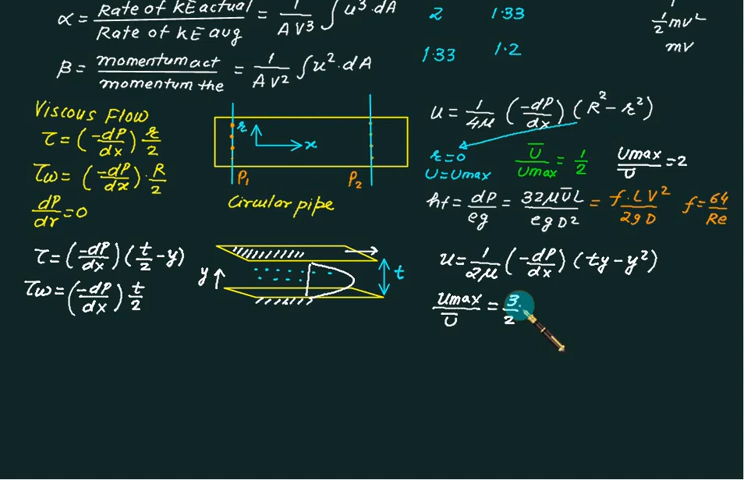 α = Rate of KE actual / Rate of KE avg = 1/AV³ ∫u³.dA
2 1.33
1/2 mv²
β = momentum act / momentum the = 1/AV² ∫u².dA
1.33 1.2
mv
Viscous Flow
τ = (-dP/dx) r/2
τw = (-dP/dx).R/2
dP/dr = 0
r
x
P1 P2
Circular pipe
u = 1/4μ (-dP/dx) (R² - r²)
r=0
U=Umax
Ū/Umax = 1/2
Umax/Ū = 2
hf = dP/eg = 32μŪL/egD² = f.LV²/2gD f = 64/Re
τ = (-dP/dx) (t/2 - y)
τw = (-dP/dx) t/2
y
t
u = 1/2μ (-dP/dx) (ty - y²)
umax/Ū = 3/2